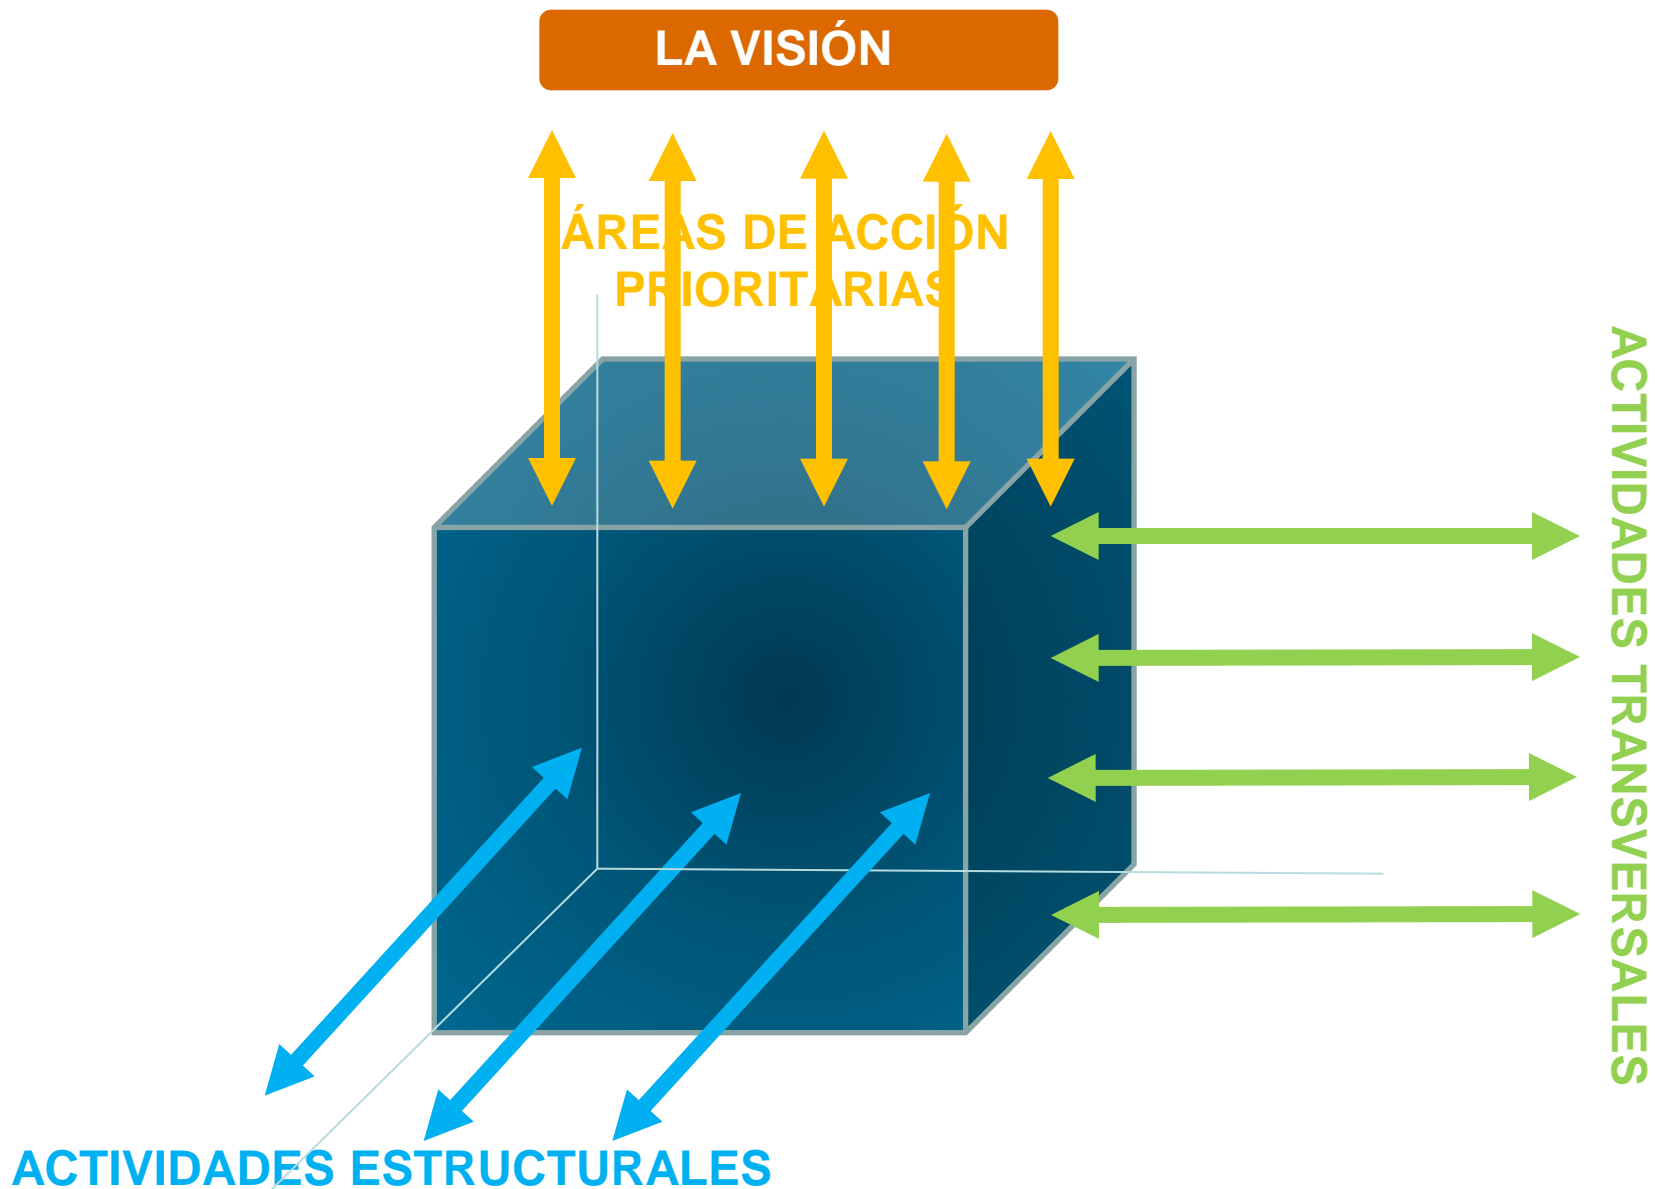 LA VISIÓN
ÁREAS DE ACCIÓN
PRIORITARIAS
ACTIVIDADES TRANSVERSALES
ACTIVIDADES ESTRUCTURALES